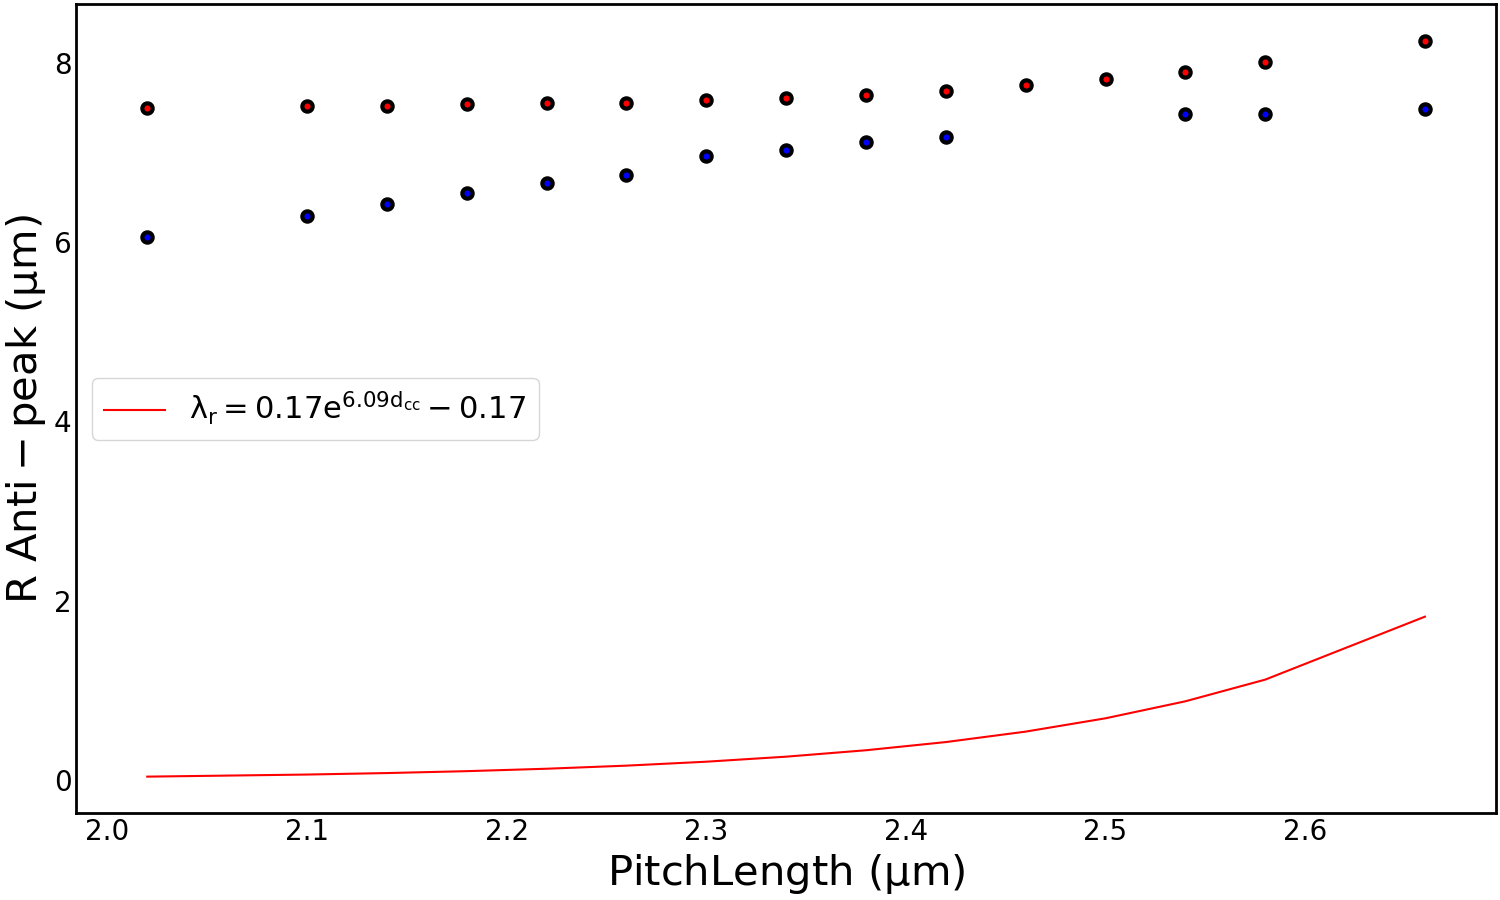 R Anti − peak (μm)
8
6
4
2
0
λr = 0.17e^6.09dcc − 0.17
2.0 2.1 2.2 2.3 2.4 2.5 2.6
PitchLength (μm)